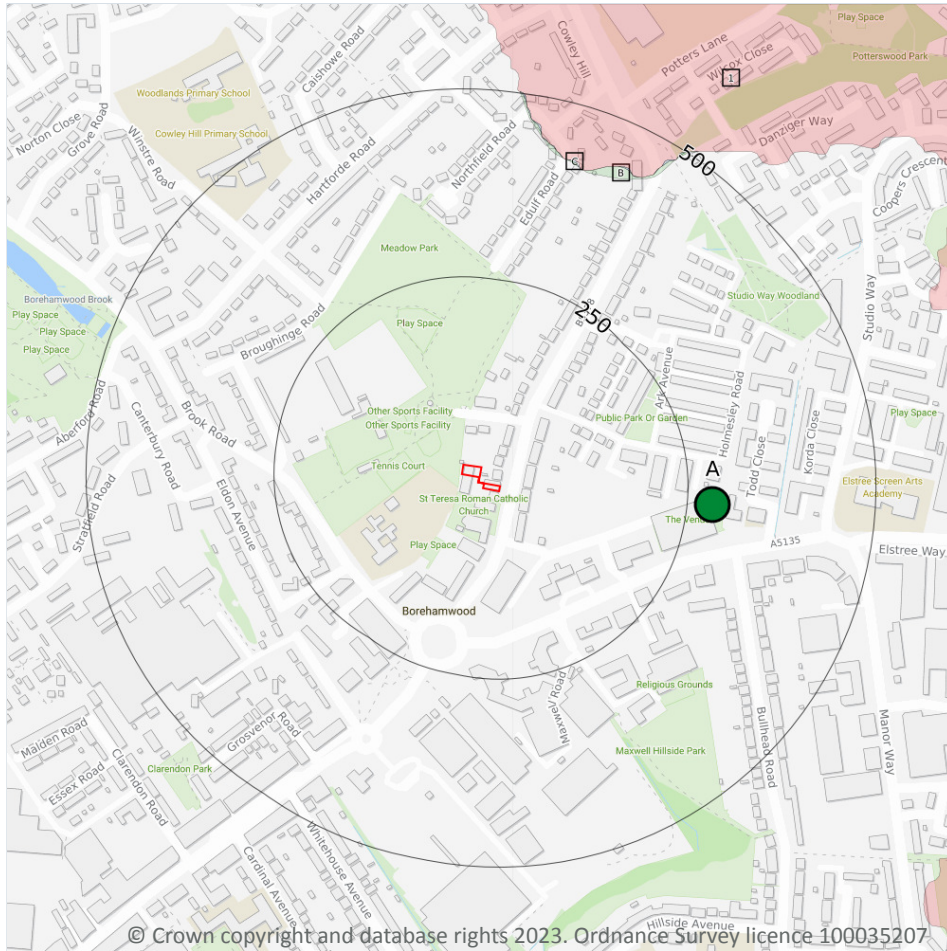 Play Space
Cowley Hill
Potters Lane
Wilcox Close
Potterswood Park
1
Caishowe Road
Woodlands Primary School
Danziger Way
Norton Close
Grove Road
Winstre Road
Cowley Hill Primary School
Northfield Road
500
Hartforde Road
B
Edulf Road
Coopers Crescent
Meadow Park
Borehamwood Brook
Play Space
Play Space
Play Space
Studio Way Woodland
Studio Way
250
Play Space
Broughinge Road
Ark Avenue
Holmesley Road
Aberford Road
Canterbury Road
Brook Road
Other Sports Facility
Other Sports Facility
Public Park Or Garden
Play Space
Todd Close
Korda Close
Tennis Court
A
Stratfield Road
Eldon Avenue
St Teresa Roman Catholic
Church
Elstree Screen Arts
Academy
Play Space
A5135
Elstree Way
Borehamwood
Religious Grounds
Maxwell Road
Maxwell Hillside Park
Bullhead Road
Manor Way
Maiden Road
Essex Road
Clarendon Road
Grosvenor Road
Clarendon Park
Whitehouse Avenue
Cardinal Avenue
Hillside Avenue
© Crown copyright and database rights 2023. Ordnance Survey licence 100035207.